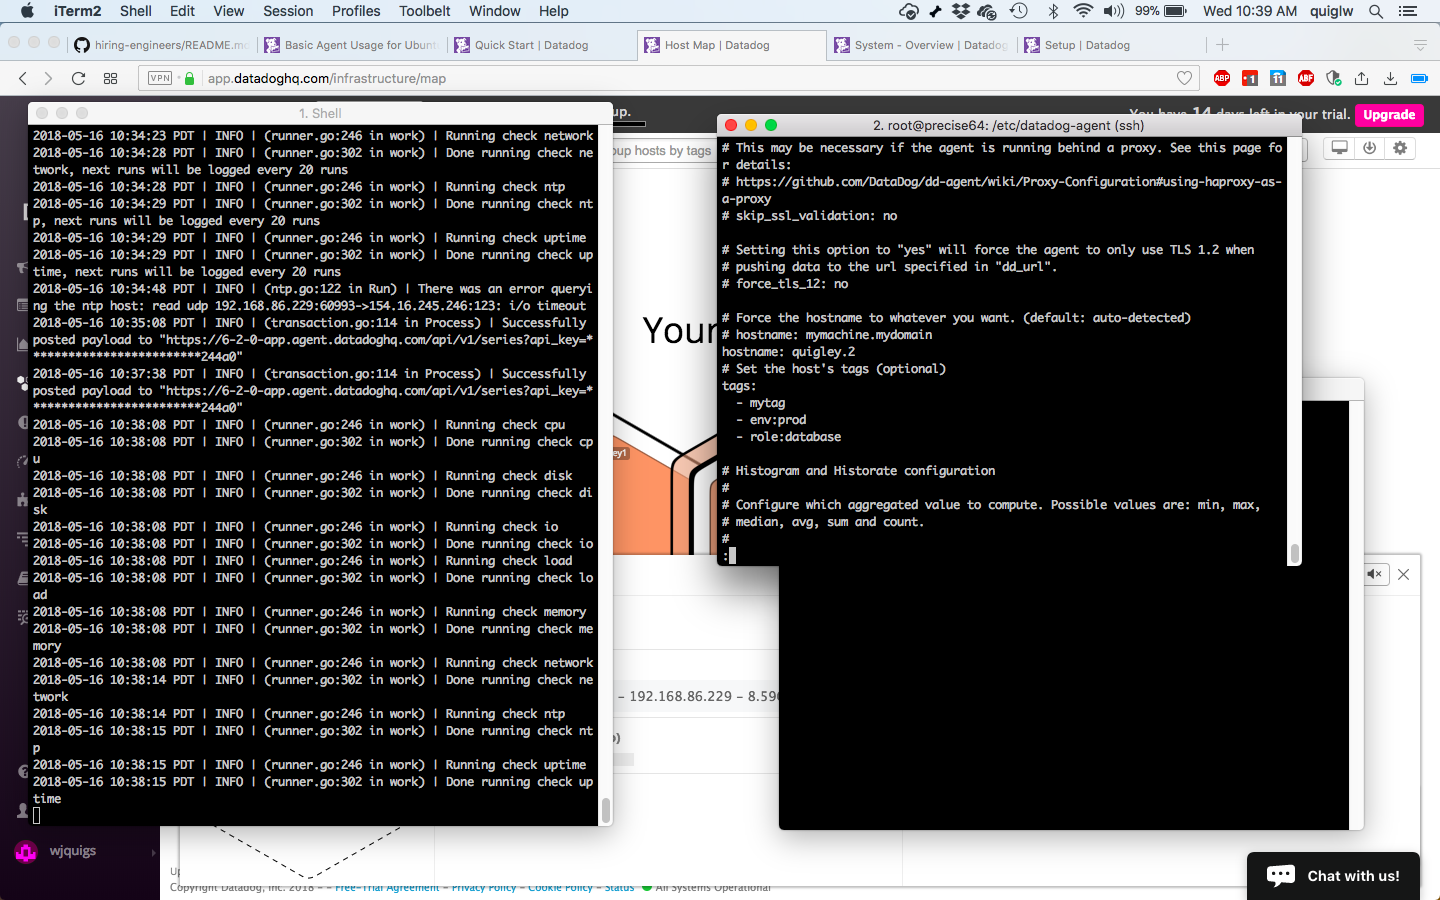 iTerm2 Shell Edit View Session Profiles Toolbelt Window Help 99% Wed 10:39 AM quiglw
hiring-engineers/README.m Basic Agent Usage for Ubunt Quick Start | Datadog Host Map | Datadog System - Overview | Datadog Setup | Datadog
VPN app.datadoghq.com/infrastructure/map ABP 1 ABF
up. You have 14 days left in your trial. Upgrade
1. Shell
2018-05-16 10:34:23 PDT | INFO | (runner.go:246 in work) | Running check network
2018-05-16 10:34:28 PDT | INFO | (runner.go:302 in work) | Done running check ne
twork, next runs will be logged every 20 runs
2018-05-16 10:34:28 PDT | INFO | (runner.go:246 in work) | Running check ntp
2018-05-16 10:34:29 PDT | INFO | (runner.go:302 in work) | Done running check nt
p, next runs will be logged every 20 runs
2018-05-16 10:34:29 PDT | INFO | (runner.go:246 in work) | Running check uptime
2018-05-16 10:34:29 PDT | INFO | (runner.go:302 in work) | Done running check up
time, next runs will be logged every 20 runs
2018-05-16 10:34:48 PDT | INFO | (ntp.go:122 in Run) | There was an error queryi
ng the ntp host: read udp 192.168.86.229:60993->154.16.245.246:123: i/o timeout
2018-05-16 10:35:08 PDT | INFO | (transaction.go:114 in Process) | Successfully
posted payload to "https://6-2-0-app.agent.datadoghq.com/api/v1/series?api_key=*
************************244a0"
2018-05-16 10:37:38 PDT | INFO | (transaction.go:114 in Process) | Successfully
posted payload to "https://6-2-0-app.agent.datadoghq.com/api/v1/series?api_key=*
************************244a0"
2018-05-16 10:38:08 PDT | INFO | (runner.go:246 in work) | Running check cpu
2018-05-16 10:38:08 PDT | INFO | (runner.go:302 in work) | Done running check cp
u
2018-05-16 10:38:08 PDT | INFO | (runner.go:246 in work) | Running check disk
2018-05-16 10:38:08 PDT | INFO | (runner.go:302 in work) | Done running check di
sk
2018-05-16 10:38:08 PDT | INFO | (runner.go:246 in work) | Running check io
2018-05-16 10:38:08 PDT | INFO | (runner.go:302 in work) | Done running check io
2018-05-16 10:38:08 PDT | INFO | (runner.go:246 in work) | Running check load
2018-05-16 10:38:08 PDT | INFO | (runner.go:302 in work) | Done running check lo
ad
2018-05-16 10:38:08 PDT | INFO | (runner.go:246 in work) | Running check memory
2018-05-16 10:38:08 PDT | INFO | (runner.go:302 in work) | Done running check me
mory
2018-05-16 10:38:08 PDT | INFO | (runner.go:246 in work) | Running check network
2018-05-16 10:38:14 PDT | INFO | (runner.go:302 in work) | Done running check ne
twork
2018-05-16 10:38:14 PDT | INFO | (runner.go:246 in work) | Running check ntp
2018-05-16 10:38:15 PDT | INFO | (runner.go:302 in work) | Done running check nt
p
2018-05-16 10:38:15 PDT | INFO | (runner.go:246 in work) | Running check uptime
2018-05-16 10:38:15 PDT | INFO | (runner.go:302 in work) | Done running check up
time
oup hosts by tags
Your
ey1
2. root@precise64: /etc/datadog-agent (ssh)
# This may be necessary if the agent is running behind a proxy. See this page fo
r details:
# https://github.com/DataDog/dd-agent/wiki/Proxy-Configuration#using-haproxy-as-
a-proxy
# skip_ssl_validation: no
# Setting this option to "yes" will force the agent to only use TLS 1.2 when
# pushing data to the url specified in "dd_url".
# force_tls_12: no
# Force the hostname to whatever you want. (default: auto-detected)
# hostname: mymachine.mydomain
hostname: quigley.2
# Set the host's tags (optional)
tags:
- mytag
- env:prod
- role:database
# Histogram and Historate configuration
#
# Configure which aggregated value to compute. Possible values are: min, max,
# median, avg, sum and count.
#
:
– 192.168.86.229 – 8.59
wjquigs
Up
Copyright Datadog, Inc. 2018 – – Free-Trial Agreement – Privacy Policy – Cookie Policy – Status All Systems Operational
Chat with us!